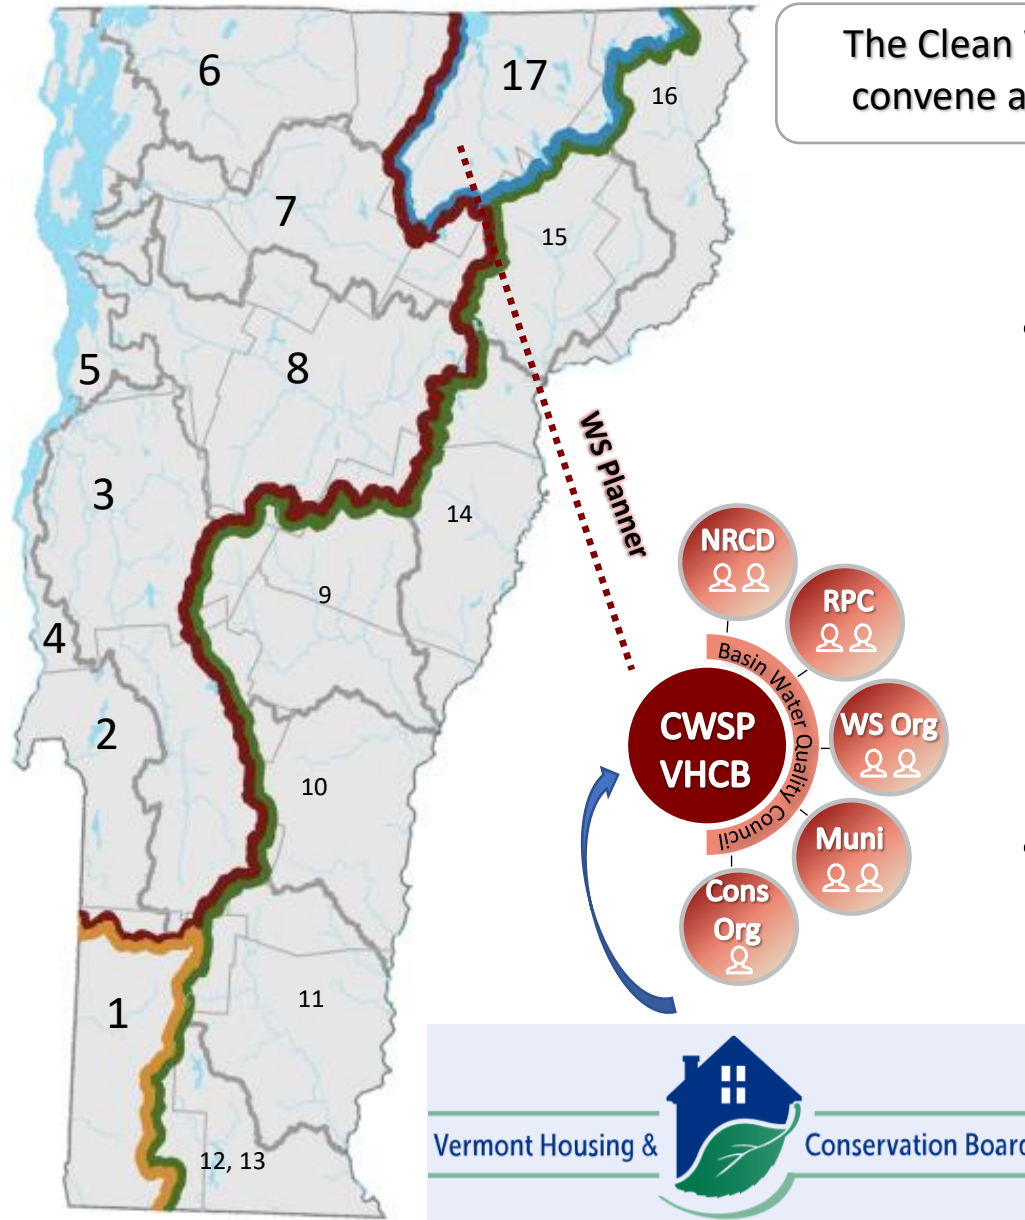 The Clean
convene a
6
17
16
7
15
5
8
3
14
9
4
2
10
1
11
12, 13
WS Planner
NRCD
RPC
Basin Water Quality Council
CWSP
VHCB
WS Org
Muni
Cons
Org
Vermont Housing &
Conservation Board